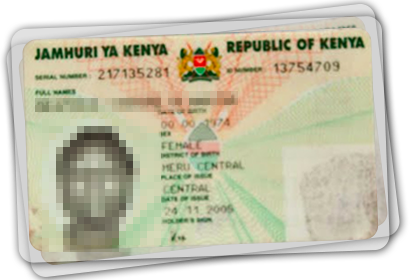 JAMHURI YA KENYA REPUBLIC OF KENYA
SERIAL NUMBER: 217135281 ID NUMBER: 13754709
FULL NAMES
DATE OF BIRTH
00 00 1974
SEX
FEMALE
DISTRICT OF BIRTH
MERU CENTRAL
PLACE OF ISSUE
CENTRAL
DATE OF ISSUE
24 11 2005
HOLDER'S SIGN.